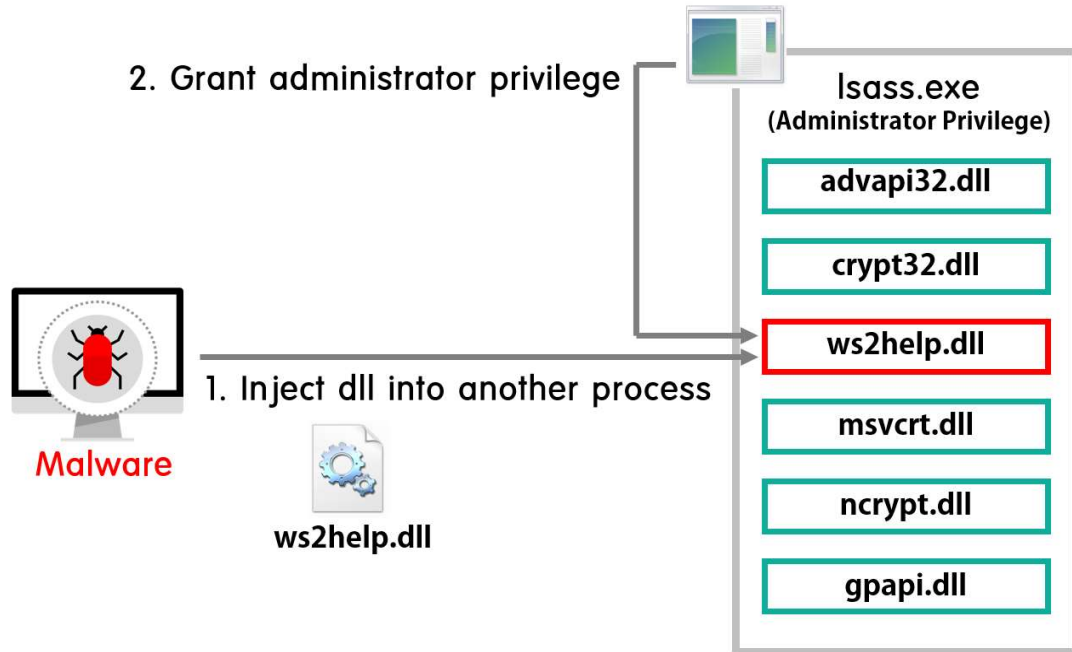 2. Grant administrator privilege
lsass.exe
(Administrator Privilege)
advapi32.dll
crypt32.dll
ws2help.dll
1. Inject dll into another process
msvcrt.dll
Malware
ncrypt.dll
ws2help.dll
gpapi.dll